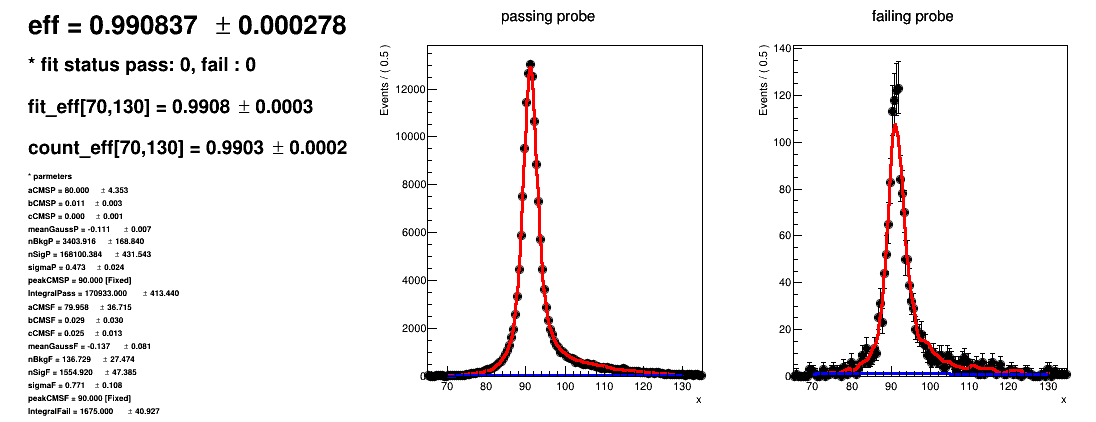 eff = 0.990837 ± 0.000278
* fit status pass: 0, fail : 0
fit_eff[70,130] = 0.9908 ± 0.0003
count_eff[70,130] = 0.9903 ± 0.0002
* parmeters
aCMSP = 80.000 ± 4.353
bCMSP = 0.011 ± 0.003
cCMSP = 0.000 ± 0.001
meanGaussP = -0.111 ± 0.007
nBkgP = 3403.916 ± 168.840
nSigP = 168100.384 ± 431.543
sigmaP = 0.473 ± 0.024
peakCMSP = 90.000 [Fixed]
IntegralPass = 170933.000 ± 413.440
aCMSF = 79.958 ± 36.715
bCMSF = 0.029 ± 0.030
cCMSF = 0.025 ± 0.013
meanGaussF = -0.137 ± 0.081
nBkgF = 136.729 ± 27.474
nSigF = 1554.920 ± 47.385
sigmaF = 0.771 ± 0.108
peakCMSF = 90.000 [Fixed]
IntegralFail = 1675.000 ± 40.927
passing probe
Events / ( 0.5 )
12000
10000
8000
6000
4000
2000
0
70 80 90 100 110 120 130
x
failing probe
Events / ( 0.5 )
140
120
100
80
60
40
20
0
70 80 90 100 110 120 130
x